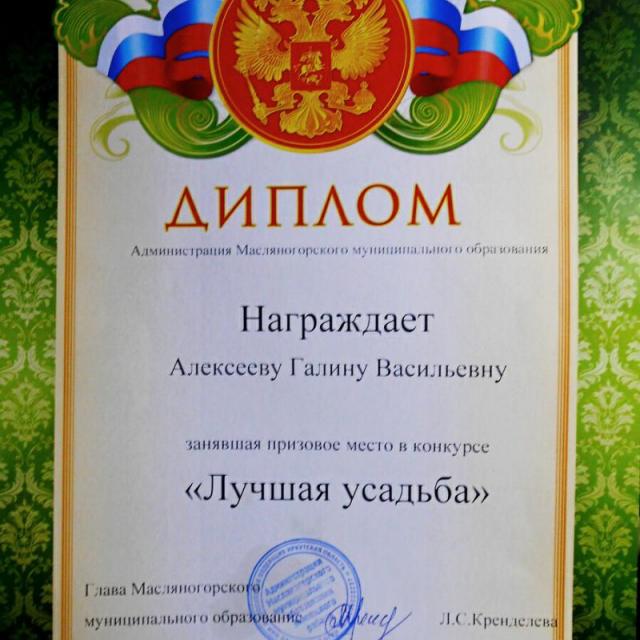 ДИПЛОМ
Администрация Масляногорского муниципального образования
Награждает
Алексееву Галину Васильевну
занявшая призовое место в конкурсе
«Лучшая усадьба»
Глава Масляногорского
муниципального образование
Л.С.Кренделева